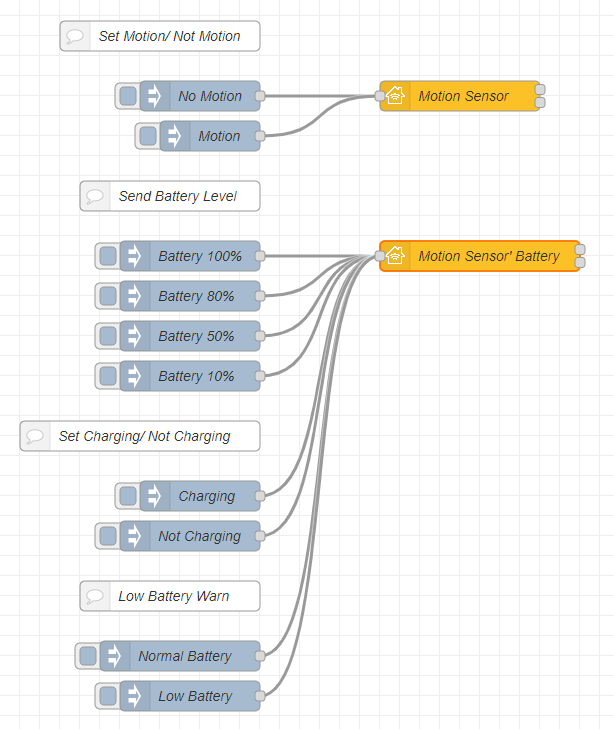 Set Motion/ Not Motion
No Motion
Motion Sensor
Motion
Send Battery Level
Battery 100%
Motion Sensor' Battery
Battery 80%
Battery 50%
Battery 10%
Set Charging/ Not Charging
Charging
Not Charging
Low Battery Warn
Normal Battery
Low Battery